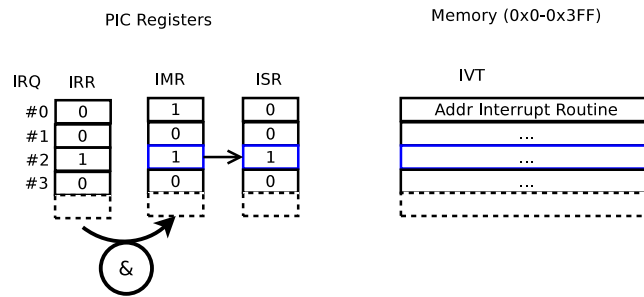 PIC Registers
Memory (0x0-0x3FF)
IRQ IRR IMR ISR IVT
#0 0 1 0 Addr Interrupt Routine
#1 0 0 0 ...
#2 1 1 1 ...
#3 0 0 0 ...
&